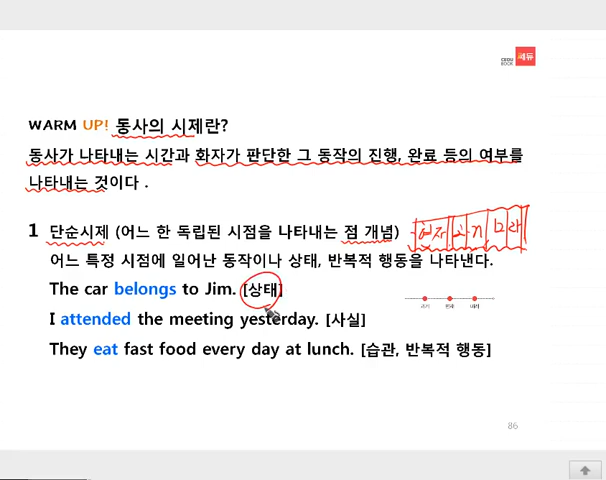 쎄듀
WARM UP! 동사의 시제란?
동사가 나타내는 시간과 화자가 판단한 그 동작의 진행, 완료 등의 여부를
나타내는 것이다 .
1 단순시제 (어느 한 독립된 시점을 나타내는 점 개념) 현재 과거 미래
어느 특정 시점에 일어난 동작이나 상태, 반복적 행동을 나타낸다.
The car belongs to Jim. [상태]
I attended the meeting yesterday. [사실]
They eat fast food every day at lunch. [습관, 반복적 행동]
86